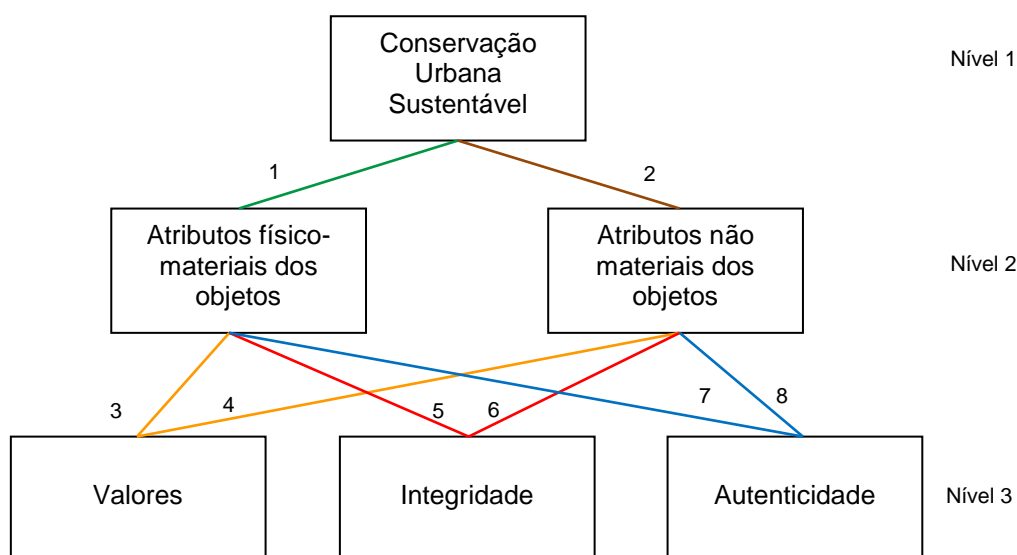 Conservação
Urbana
Sustentável
Nível 1
1
2
Atributos físico-
materiais dos
objetos
Atributos não
materiais dos
objetos
Nível 2
3
4
5
6
7
8
Valores
Integridade
Autenticidade
Nível 3